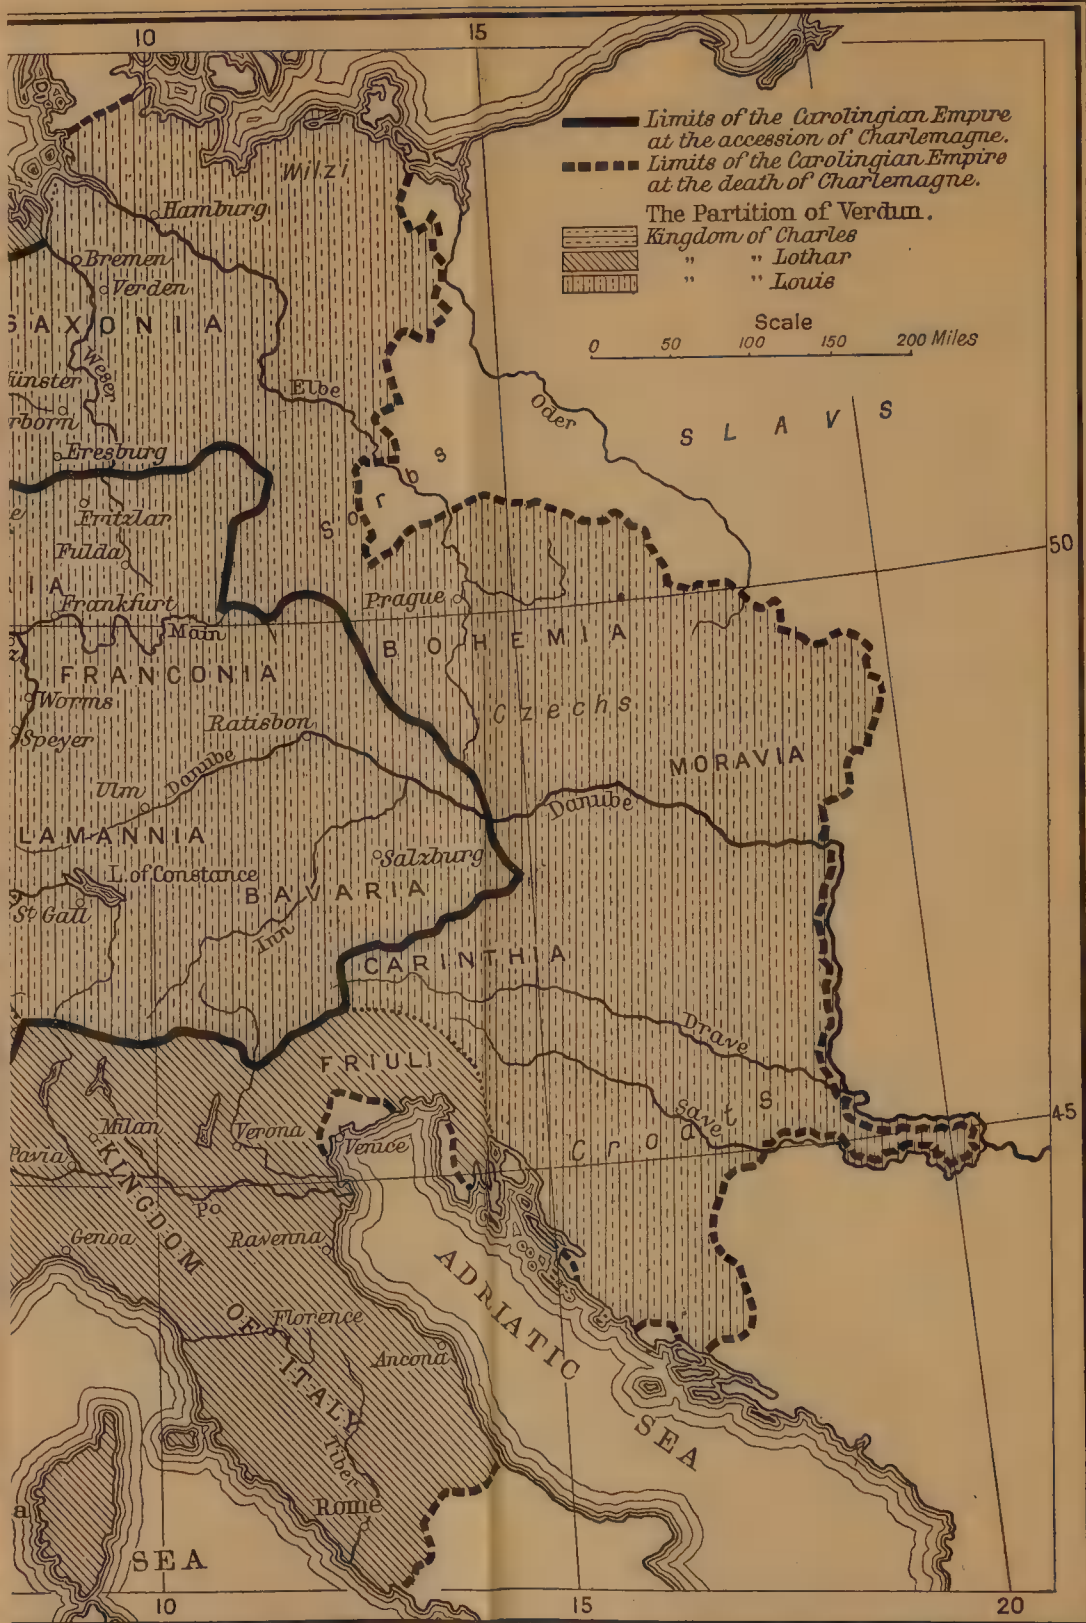 10
15
Limits of the Carolingian Empire
at the accession of Charlemagne.
Limits of the Carolingian Empire
at the death of Charlemagne.
The Partition of Verdun.
Kingdom of Charles
" " Lothar
" " Louis
Scale
0 50 100 150 200 Miles
Wilzi
Hamburg
Bremen
Verden
SAXONIA
Weser
ünster
Elbe
Oder
SLAVS
rborn
Eresburg
Sorbs
e
Fritzlar
50
Fulda
IA
Frankfurt
Prague
Main
BOHEMIA
z
FRANCONIA
Worms
Czechs
Ratisbon
Speyer
MORAVIA
Danube
Ulm
Danube
LAMANNIA
Salzburg
L. of Constance
BAVARIA
St Gall
Inn
CARINTHIA
Drave
FRIULI
Save
Croats
45
Milan
Verona
Venice
Pavia
KINGDOM OF ITALY
Po
Genoa
Ravenna
ADRIATIC SEA
Florence
Ancona
Tiber
Rome
a
SEA
10
15
20